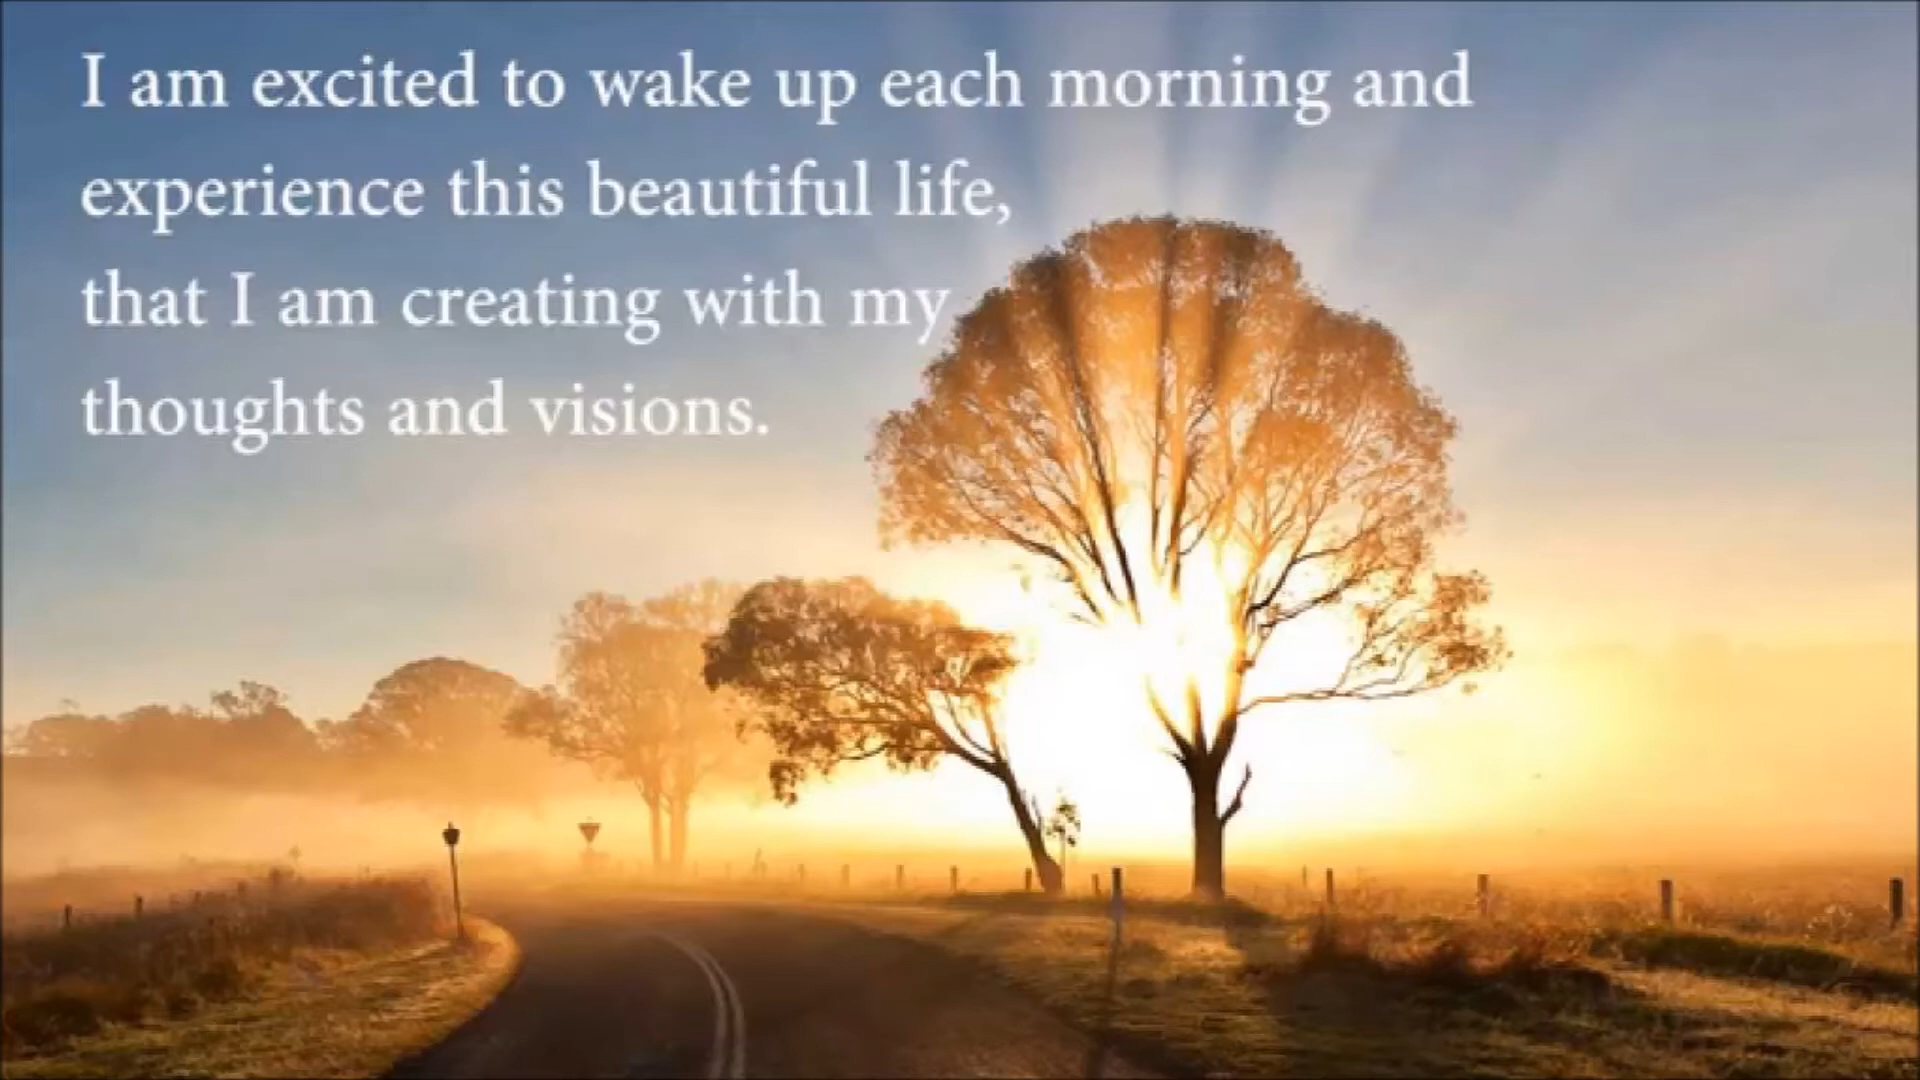 I am excited to wake up each morning and
experience this beautiful life,
that I am creating with my
thoughts and visions.